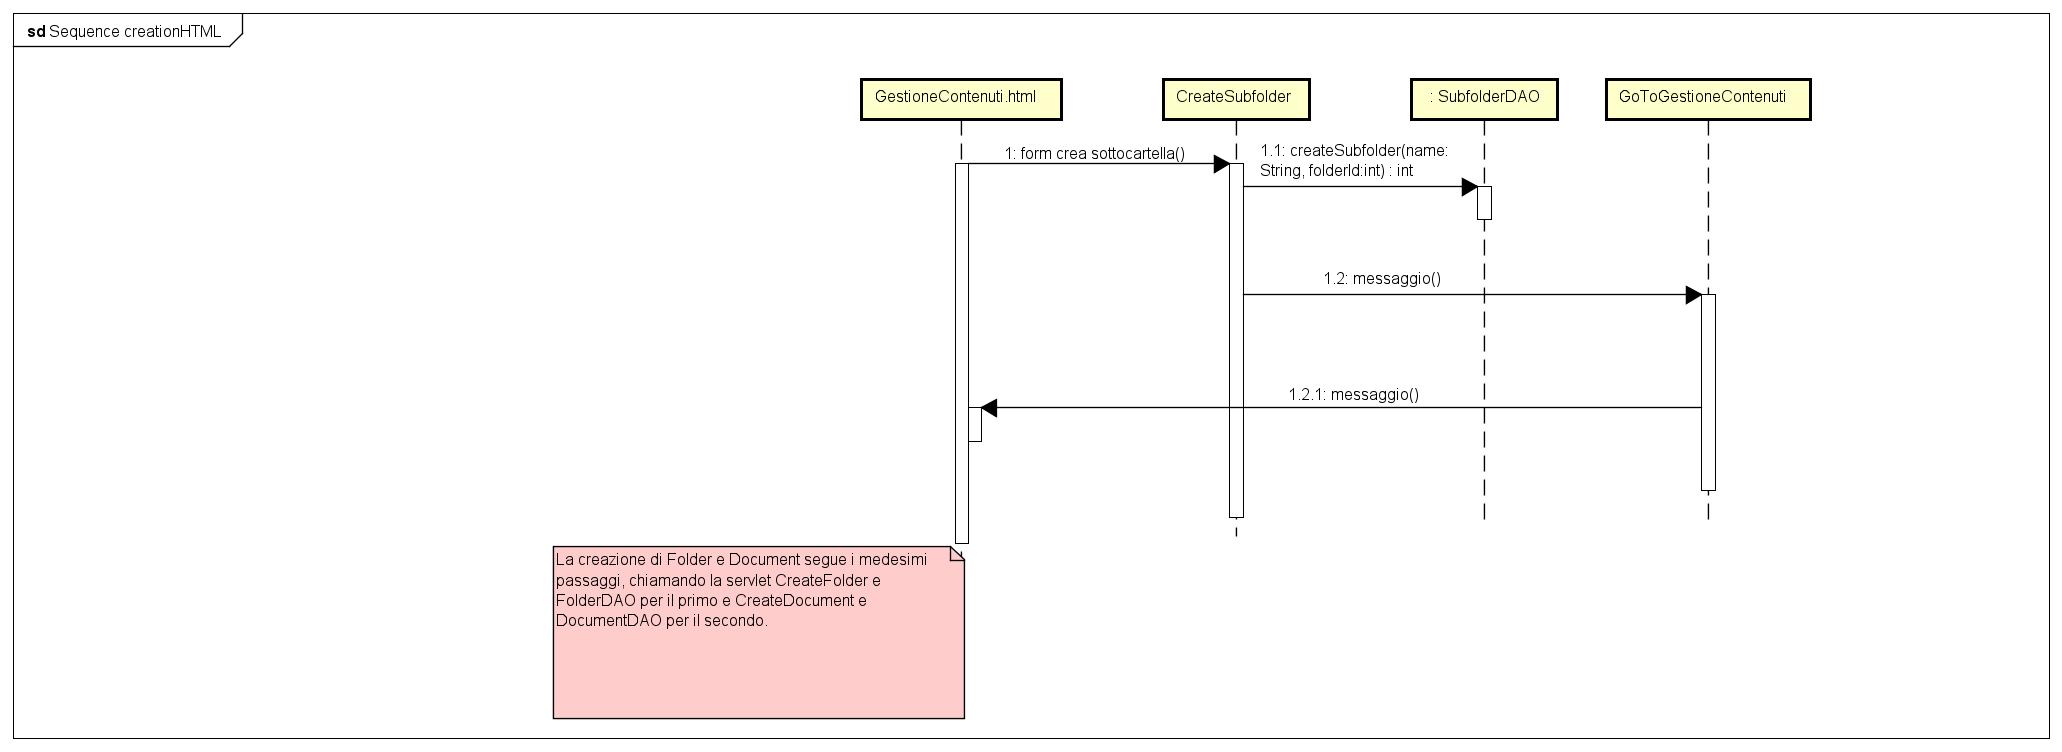 sd Sequence creationHTML
GestioneContenuti.html
CreateSubfolder
: SubfolderDAO
GoToGestioneContenuti
1: form crea sottocartella()
1.1: createSubfolder(name:
String, folderId:int) : int
1.2: messaggio()
1.2.1: messaggio()
La creazione di Folder e Document segue i medesimi
passaggi, chiamando la servlet CreateFolder e
FolderDAO per il primo e CreateDocument e
DocumentDAO per il secondo.